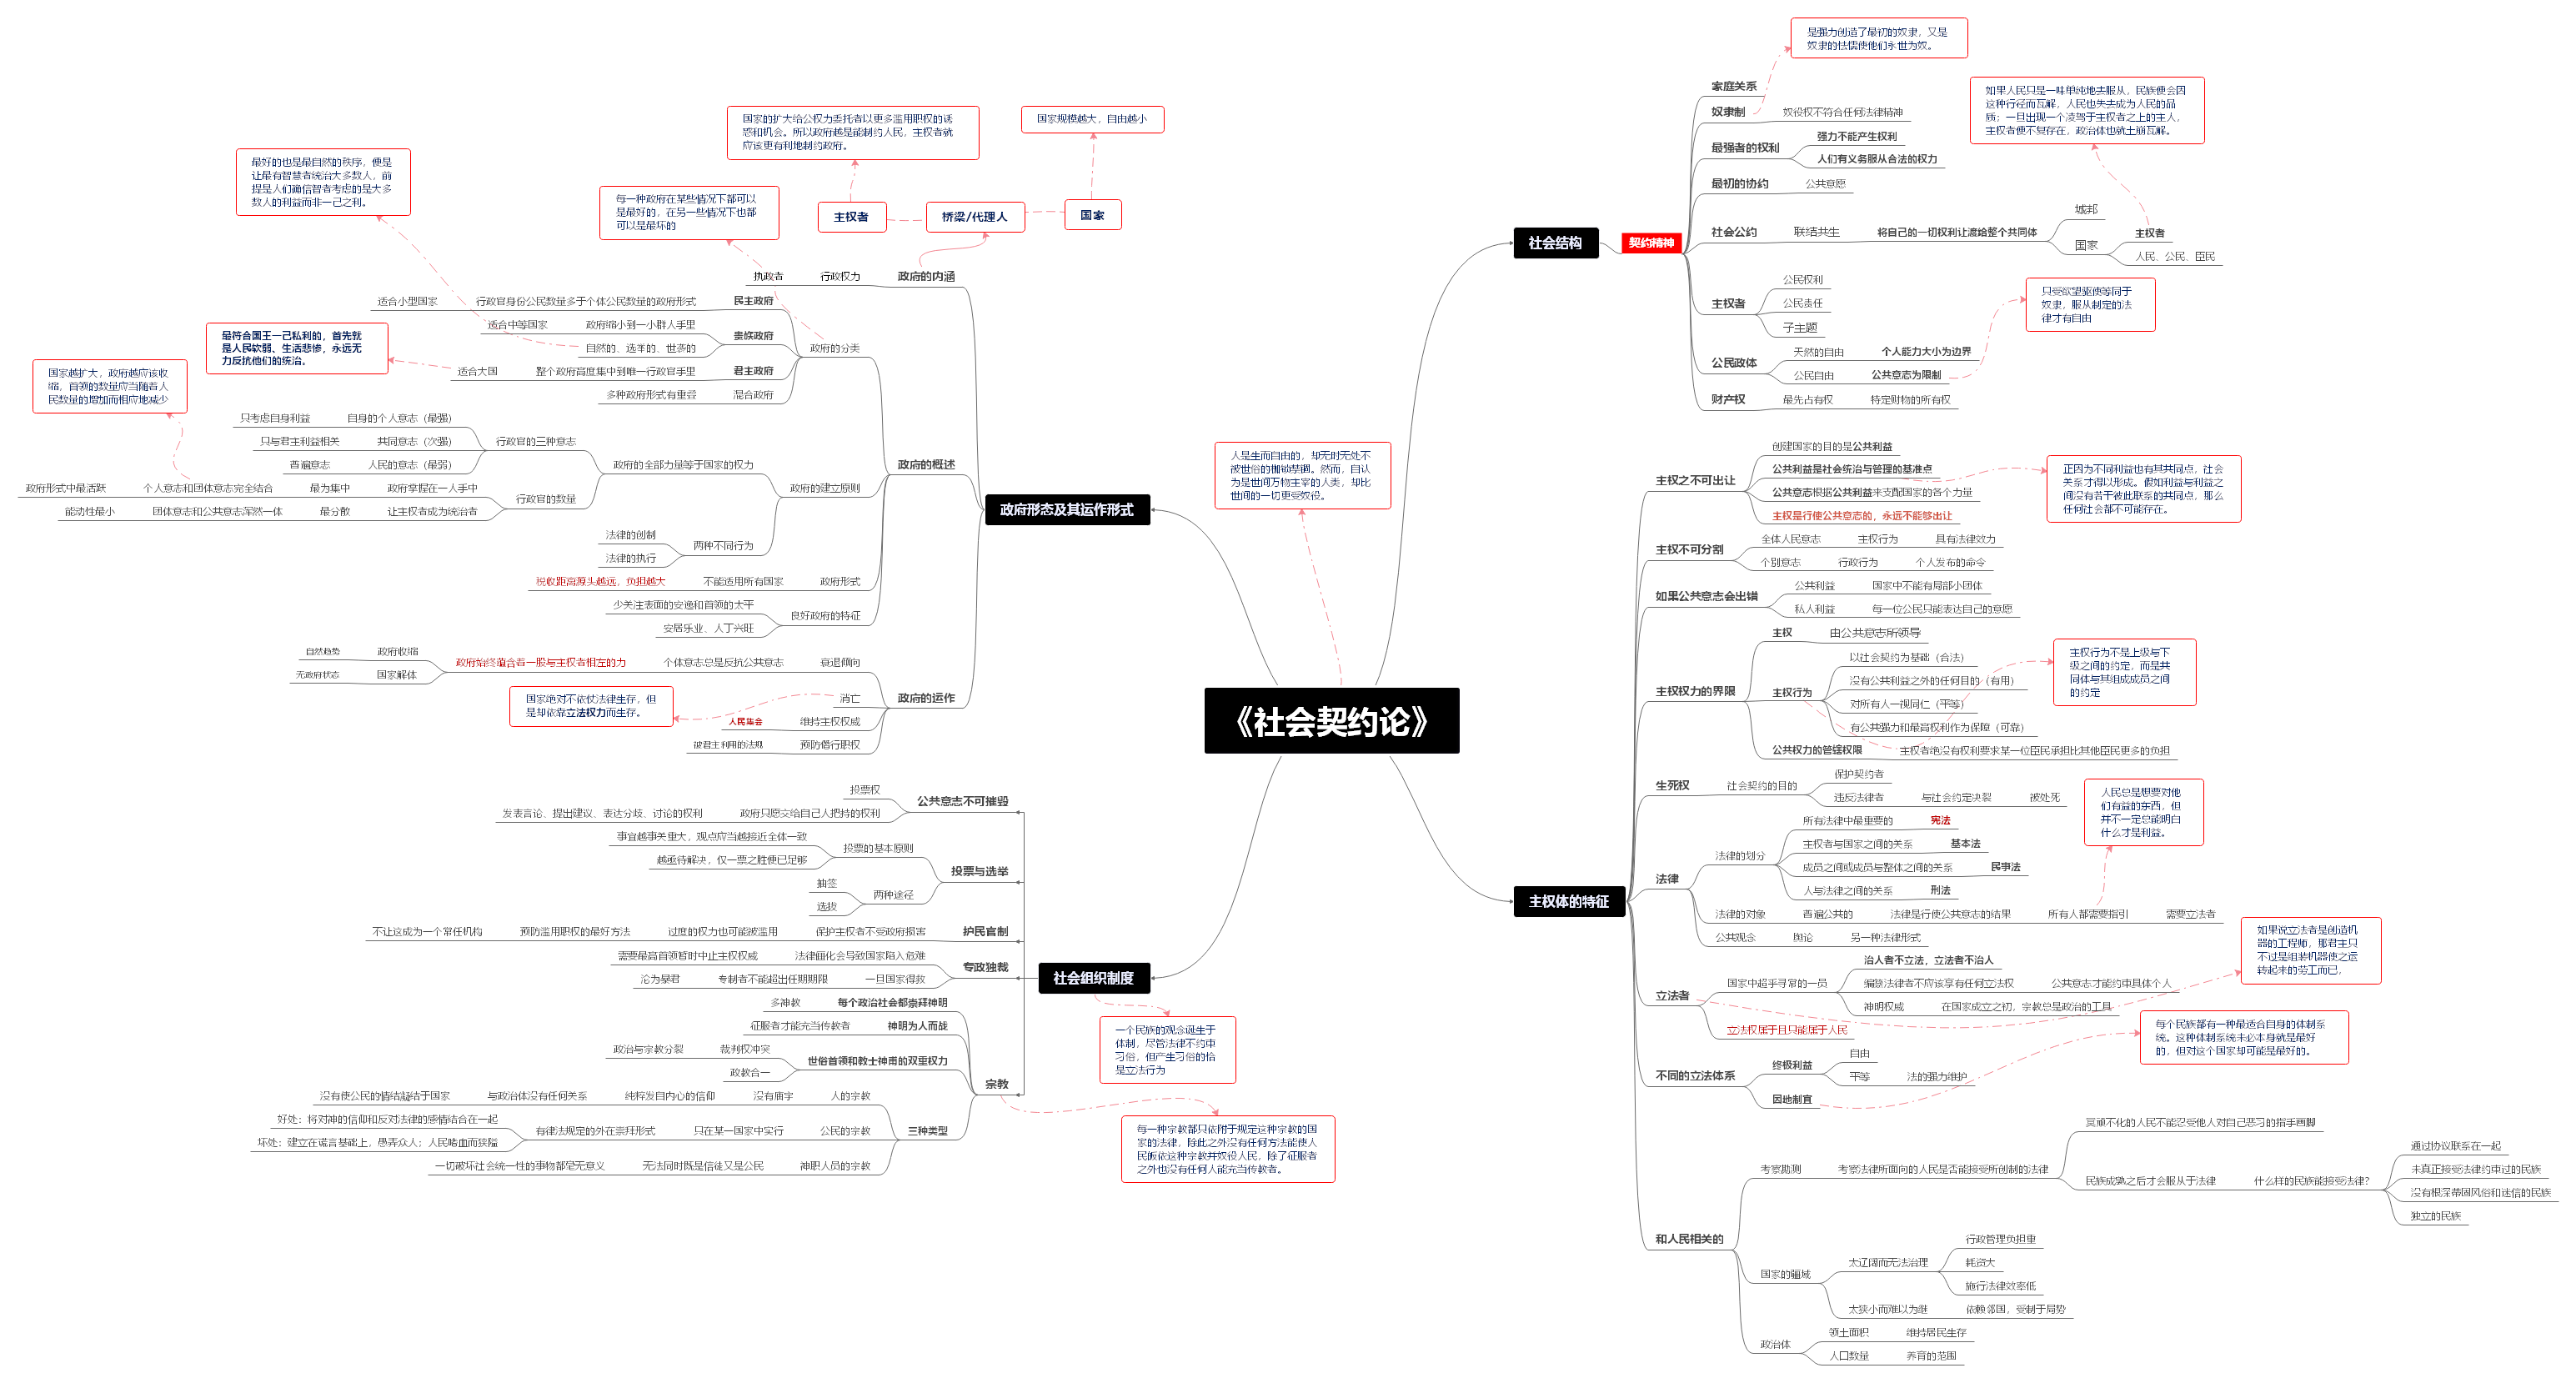 《社会契约论》
人是生而自由的，却无时无处不
被世俗的枷锁禁锢。然而，自认
为是世间万物主宰的人类，却比
世间的一切更受奴役。
社会结构
契约精神
家庭关系
奴隶制
奴役权不符合任何法律精神
是强力创造了最初的奴隶，又是
奴隶的怯懦使他们永世为奴。
最强者的权利
强力不能产生权利
人们有义务服从合法的权力
最初的协约
公共意愿
社会公约
联结共生
将自己的一切权利让渡给整个共同体
城邦
国家
主权者
人民、公民、臣民
如果人民只是一味单纯地去服从，民族便会因
这种行径而瓦解，人民也失去成为人民的品
质；一旦出现一个凌驾于主权者之上的主人，
主权者便不复存在，政治体也就土崩瓦解。
主权者
公民权利
公民责任
子主题
公民政体
天然的自由
个人能力大小为边界
公民自由
公共意志为限制
只受欲望驱使等同于
奴隶，服从制定的法
律才有自由
财产权
最先占有权
特定财物的所有权
主权体的特征
主权之不可出让
创建国家的目的是公共利益
公共利益是社会统治与管理的基准点
公共意志根据公共利益来支配国家的各个力量
主权是行使公共意志的，永远不能够出让
正因为不同利益也有其共同点，社会
关系才得以形成。假如利益与利益之
间没有若干彼此联系的共同点，那么
任何社会都不可能存在。
主权不可分割
全体人民意志
主权行为
具有法律效力
个别意志
行政行为
个人发布的命令
如果公共意志会出错
公共利益
国家中不能有局部小团体
私人利益
每一位公民只能表达自己的意愿
主权权力的界限
主权
由公共意志所领导
主权行为
以社会契约为基础（合法）
没有公共利益之外的任何目的（有用）
对所有人一视同仁（平等）
有公共强力和最高权利作为保障（可靠）
公共权力的管辖权限
主权者绝没有权利要求某一位臣民承担比其他臣民更多的负担
主权行为不是上级与下
级之间的约定，而是共
同体与其组成成员之间
的约定
生死权
社会契约的目的
保护契约者
违反法律者
与社会约定决裂
被处死
法律
法律的划分
所有法律中最重要的
宪法
主权者与国家之间的关系
基本法
成员之间或成员与整体之间的关系
民事法
人与法律之间的关系
刑法
法律的对象
普遍公共的
法律是行使公共意志的结果
所有人都需要指引
需要立法者
人民总是想要对他
们有益的东西，但
并不一定总能明白
什么才是利益。
公共观念
舆论
另一种法律形式
立法者
国家中超乎寻常的一员
治人者不立法，立法者不治人
编纂法律者不应该享有任何立法权
公共意志才能约束具体个人
神明权威
在国家成立之初，宗教总是政治的工具
立法权属于且只能属于人民
如果说立法者是创造机
器的工程师，那君主只
不过是组装机器使之运
转起来的劳工而已，
不同的立法体系
终极利益
自由
平等
法的强力维护
因地制宜
每个民族都有一种最适合自身的体制系
统。这种体制系统未必本身就是最好
的，但对这个国家却可能是最好的。
和人民相关的
考察勘测
考察法律所面向的人民是否能接受所创制的法律
冥顽不化的人民不能忍受他人对自己恶习的指手画脚
民族成熟之后才会服从于法律
什么样的民族能接受法律？
通过协议联系在一起
未真正接受法律约束过的民族
没有根深蒂固风俗和迷信的民族
独立的民族
国家的疆域
太辽阔而无法治理
行政管理负担重
耗资大
施行法律效率低
太狭小而难以为继
依赖邻国，受制于局势
政治体
领土面积
维持居民生存
人口数量
养育的范围
政府形态及其运作形式
政府的内涵
行政权力
执政者
主权者
桥梁/代理人
国家
国家的扩大给公权力委托者以更多滥用职权的诱
惑和机会。所以政府越是能制约人民，主权者就
应该更有利地制约政府。
国家规模越大，自由越小
政府的概述
政府的分类
每一种政府在某些情况下都可以
是最好的，在另一些情况下也都
可以是最坏的
民主政府
行政官身份公民数量多于个体公民数量的政府形式
适合小型国家
贵族政府
政府缩小到一小群人手里
适合中等国家
自然的、选举的、世袭的
最好的也是最自然的秩序，便是
让最有智慧者统治大多数人，前
提是人们确信智者考虑的是大多
数人的利益而非一己之利。
君主政府
整个政府高度集中到唯一行政官手里
适合大国
最符合国王一己私利的，首先就
是人民软弱、生活悲惨，永远无
力反抗他们的统治。
混合政府
多种政府形式有重叠
政府的建立原则
政府的全部力量等于国家的权力
行政官的三种意志
自身的个人意志（最强）
只考虑自身利益
共同意志（次强）
只与君主利益相关
人民的意志（最弱）
普遍意志
行政官的数量
政府掌握在一人手中
最为集中
个人意志和团体意志完全结合
政府形式中最活跃
让主权者成为统治者
最分散
团体意志和公共意志浑然一体
能动性最小
国家越扩大，政府越应该收
缩，首领的数量应当随着人
民数量的增加而相应地减少
两种不同行为
法律的创制
法律的执行
政府形式
不能适用所有国家
税收距离源头越远，负担越大
良好政府的特征
少关注表面的安逸和首领的太平
安居乐业、人丁兴旺
政府的运作
衰退倾向
个体意志总是反抗公共意志
政府始终蕴含着一股与主权者相左的力
政府收缩
自然趋势
国家解体
无政府状态
消亡
国家绝对不依仗法律生存，但
是却依靠立法权力而生存。
维持主权权威
人民集会
预防僭行职权
被君主利用的法规
社会组织制度
一个民族的观念诞生于
体制，尽管法律不约束
习俗，但产生习俗的恰
是立法行为
公共意志不可摧毁
投票权
政府只愿交给自己人把持的权利
发表言论、提出建议、表达分歧、讨论的权利
投票与选举
投票的基本原则
事宜越事关重大，观点应当越接近全体一致
越亟待解决，仅一票之胜便已足够
两种途径
抽签
选拔
护民官制
保护主权者不受政府损害
过度的权力也可能被滥用
预防滥用职权的最好方法
不让这成为一个常任机构
专政独裁
法律僵化会导致国家陷入危难
需要最高首领暂时中止主权权威
一旦国家得救
专制者不能超出任期期限
沦为暴君
宗教
每个政治社会都崇拜神明
多神教
神明为人而战
征服者才能充当传教者
世俗首领和教士神甫的双重权力
裁判权冲突
政治与宗教分裂
政教合一
三种类型
人的宗教
没有庙宇
纯粹发自内心的信仰
与政治体没有任何关系
没有使公民的情结凝结于国家
公民的宗教
只在某一国家中实行
有律法规定的外在崇拜形式
好处：将对神的信仰和反对法律的感情结合在一起
坏处：建立在谎言基础上，愚弄众人；人民嗜血而狭隘
神职人员的宗教
无法同时既是信徒又是公民
一切破坏社会统一性的事物都毫无意义
每一种宗教都只依附于规定这种宗教的国
家的法律，除此之外没有任何方法能使人
民皈依这种宗教并奴役人民，除了征服者
之外也没有任何人能充当传教者。